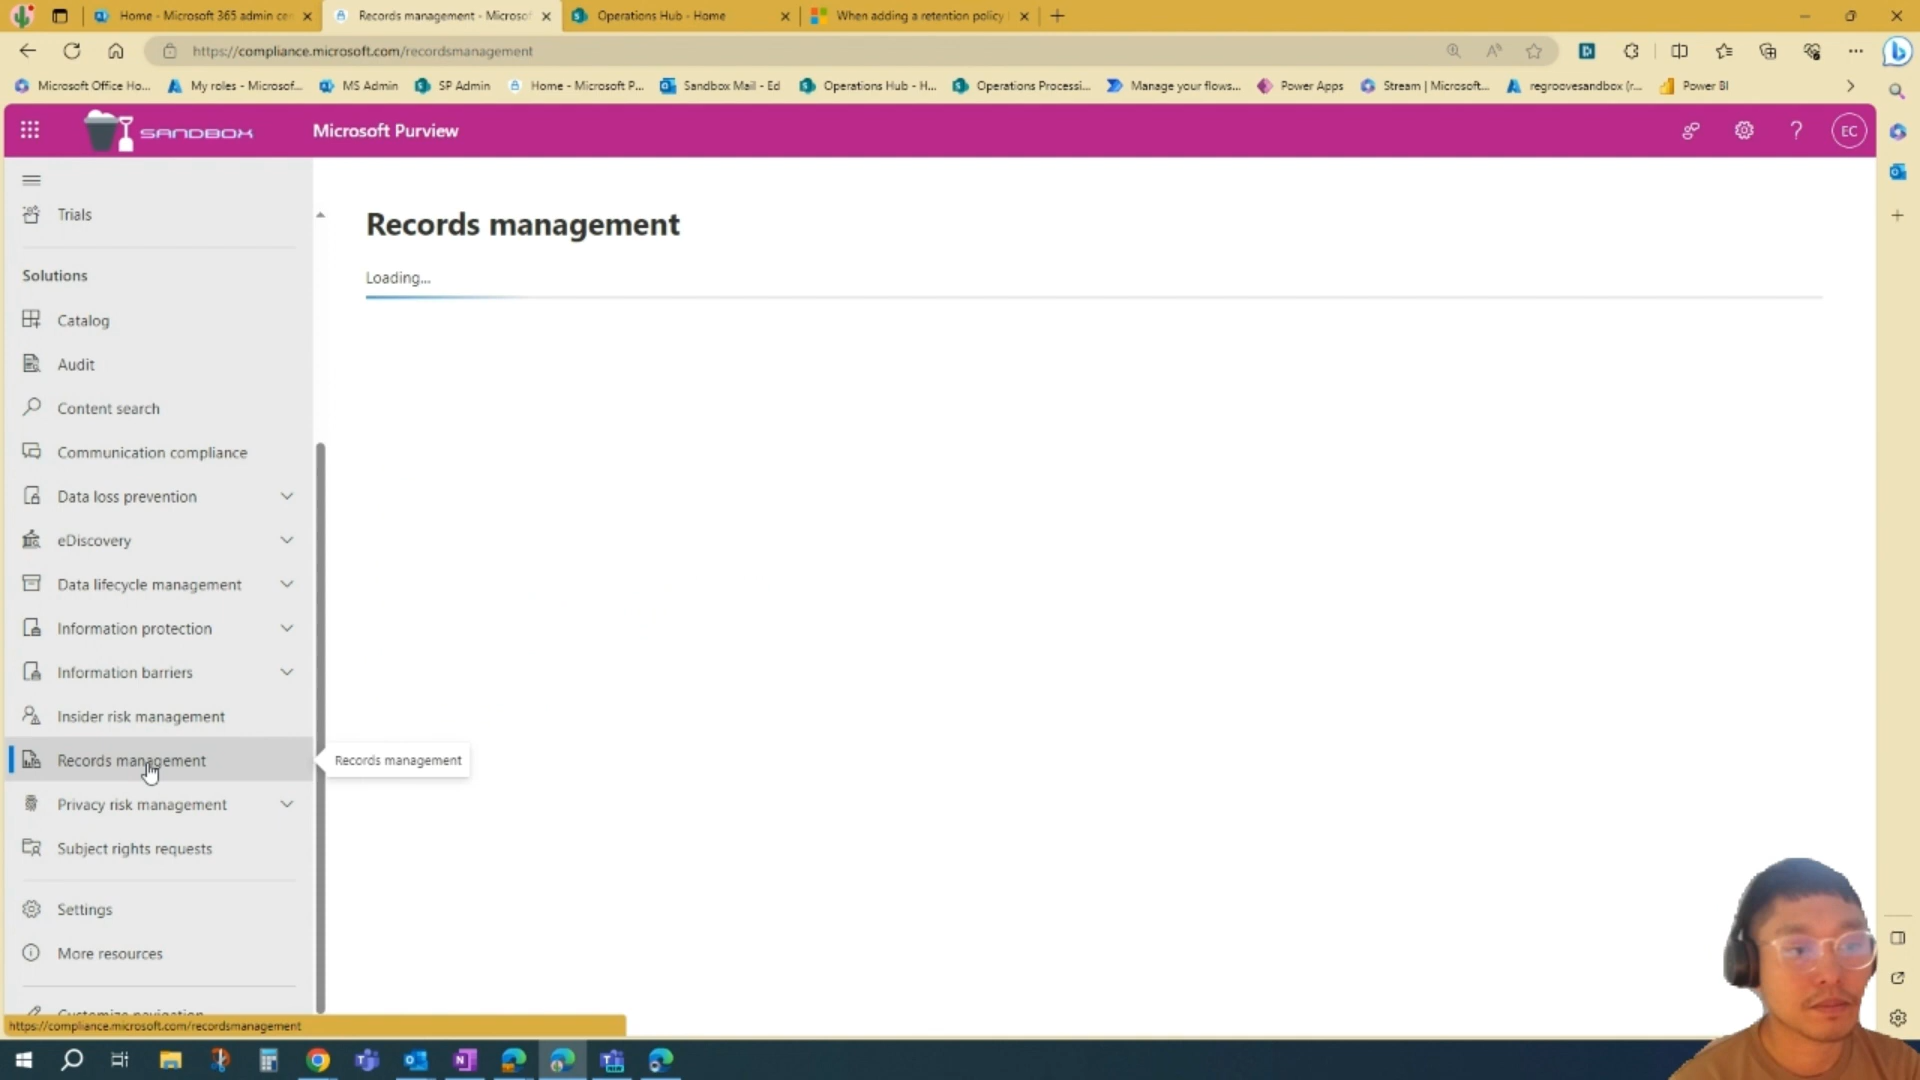 Home - Microsoft 365 admin cen
Records management - Microsof
Operations Hub - Home
When adding a retention policy
https://compliance.microsoft.com/recordsmanagement
Microsoft Office Ho...
My roles - Microsof...
MS Admin
SP Admin
Home - Microsoft P...
Sandbox Mail - Ed
Operations Hub - H...
Operations Processi...
Manage your flows...
Power Apps
Stream | Microsoft...
regroovesandbox (r...
Power BI
SANDBOX
Microsoft Purview
EC
Trials
Solutions
Catalog
Audit
Content search
Communication compliance
Data loss prevention
eDiscovery
Data lifecycle management
Information protection
Information barriers
Insider risk management
Records management
Privacy risk management
Subject rights requests
Settings
More resources
Customize navigation
https://compliance.microsoft.com/recordsmanagement
Records management
Loading...
Records management